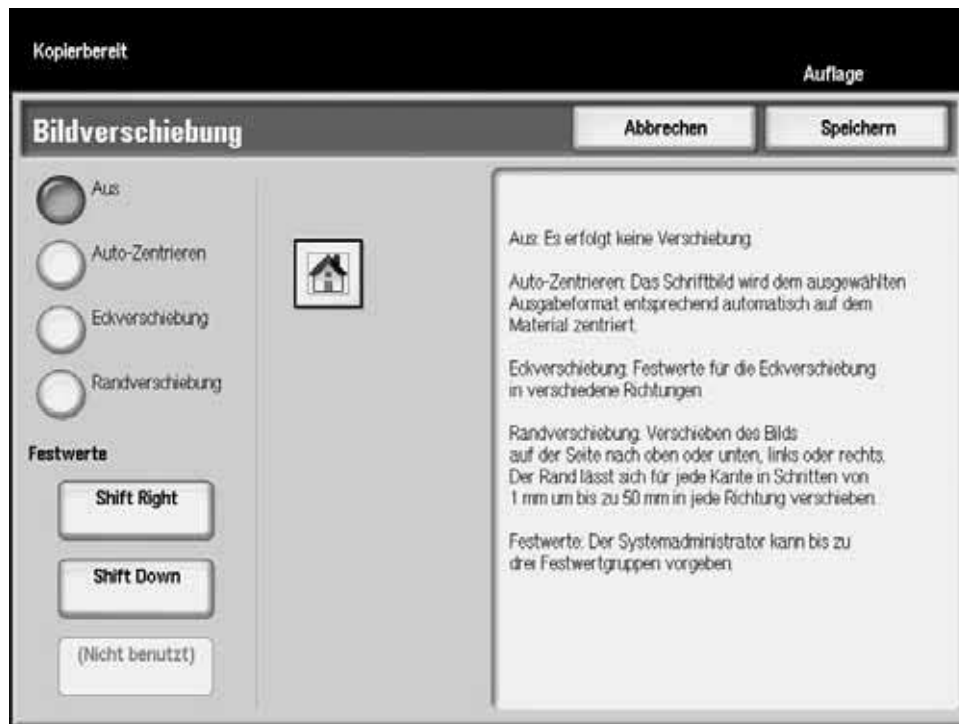 Kopierbereit
Auflage
Bildverschiebung
Abbrechen
Speichern
Aus
Auto-Zentrieren
Eckverschiebung
Randverschiebung
Festwerte
Shift Right
Shift Down
(Nicht benutzt)
Aus: Es erfolgt keine Verschiebung.
Auto-Zentrieren: Das Schriftbild wird dem ausgewählten
Ausgabeformat entsprechend automatisch auf dem
Material zentriert.
Eckverschiebung: Festwerte für die Eckverschiebung
in verschiedene Richtungen.
Randverschiebung: Verschieben des Bilds
auf der Seite nach oben oder unten, links oder rechts.
Der Rand lässt sich für jede Kante in Schritten von
1 mm um bis zu 50 mm in jede Richtung verschieben.
Festwerte: Der Systemadministrator kann bis zu
drei Festwertgruppen vorgeben.